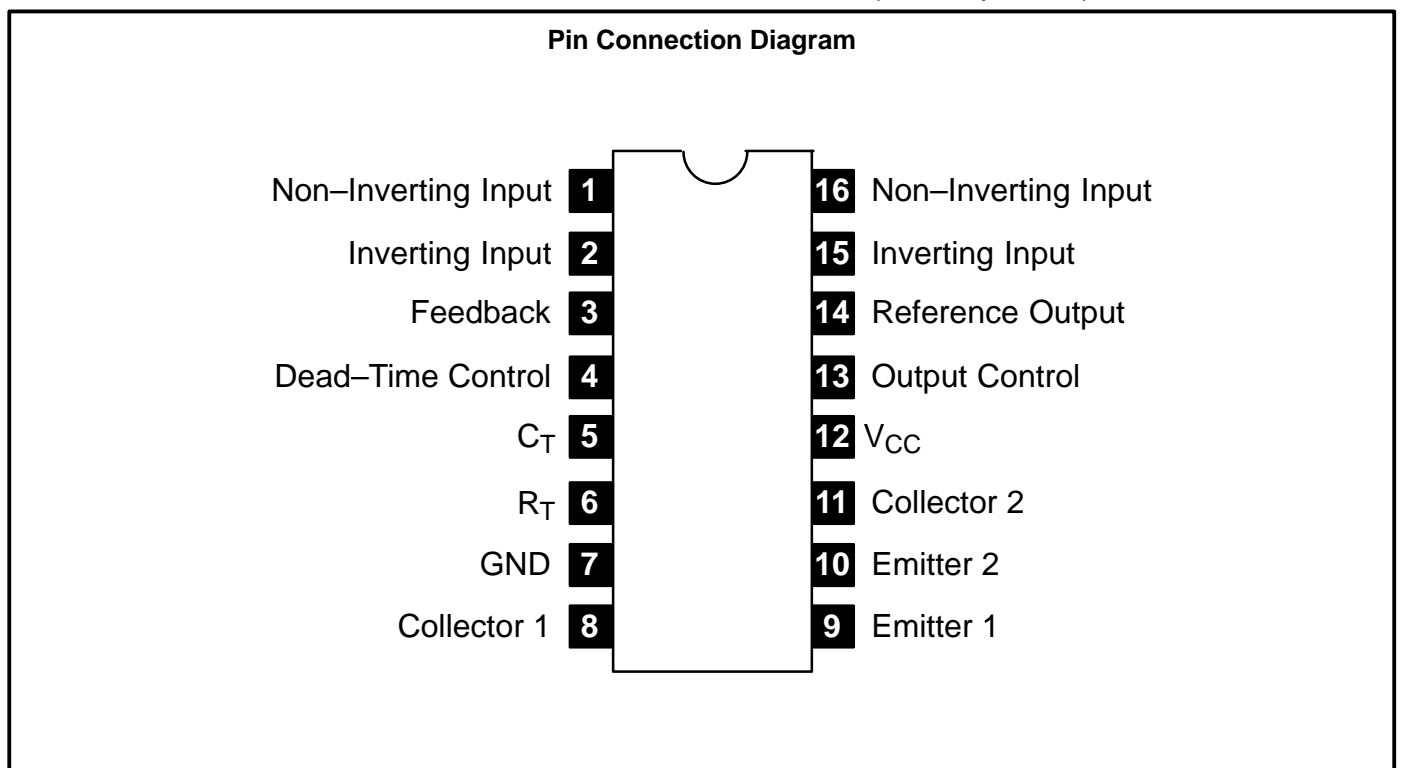 Pin Connection Diagram
Non–Inverting Input 1 16 Non–Inverting Input
Inverting Input 2 15 Inverting Input
Feedback 3 14 Reference Output
Dead–Time Control 4 13 Output Control
CT 5 12 VCC
RT 6 11 Collector 2
GND 7 10 Emitter 2
Collector 1 8 9 Emitter 1